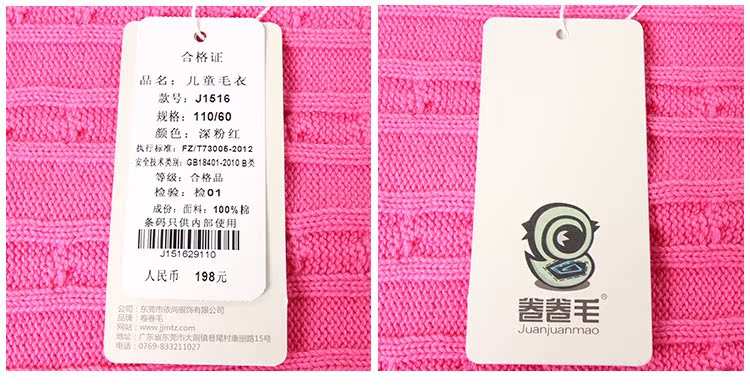 合格证
品名：儿童毛衣
款号：J1516
规格：110/60
颜色：深粉红
执行标准：FZ/T73005-2012
安全技术类别：GB18401-2010 B类
等级：合格品
检验：检01
成份：面料：100%棉
条码只供内部使用
J151629110
人民币 198元
公司：东莞市依尚服饰有限公司
品像：卷卷毛
网站：www.jjmtz.com
地址：广东省东莞市大朗镇巷尾村康丽路15号
电话：0769-833211027
卷卷毛®
Juanjuanmao